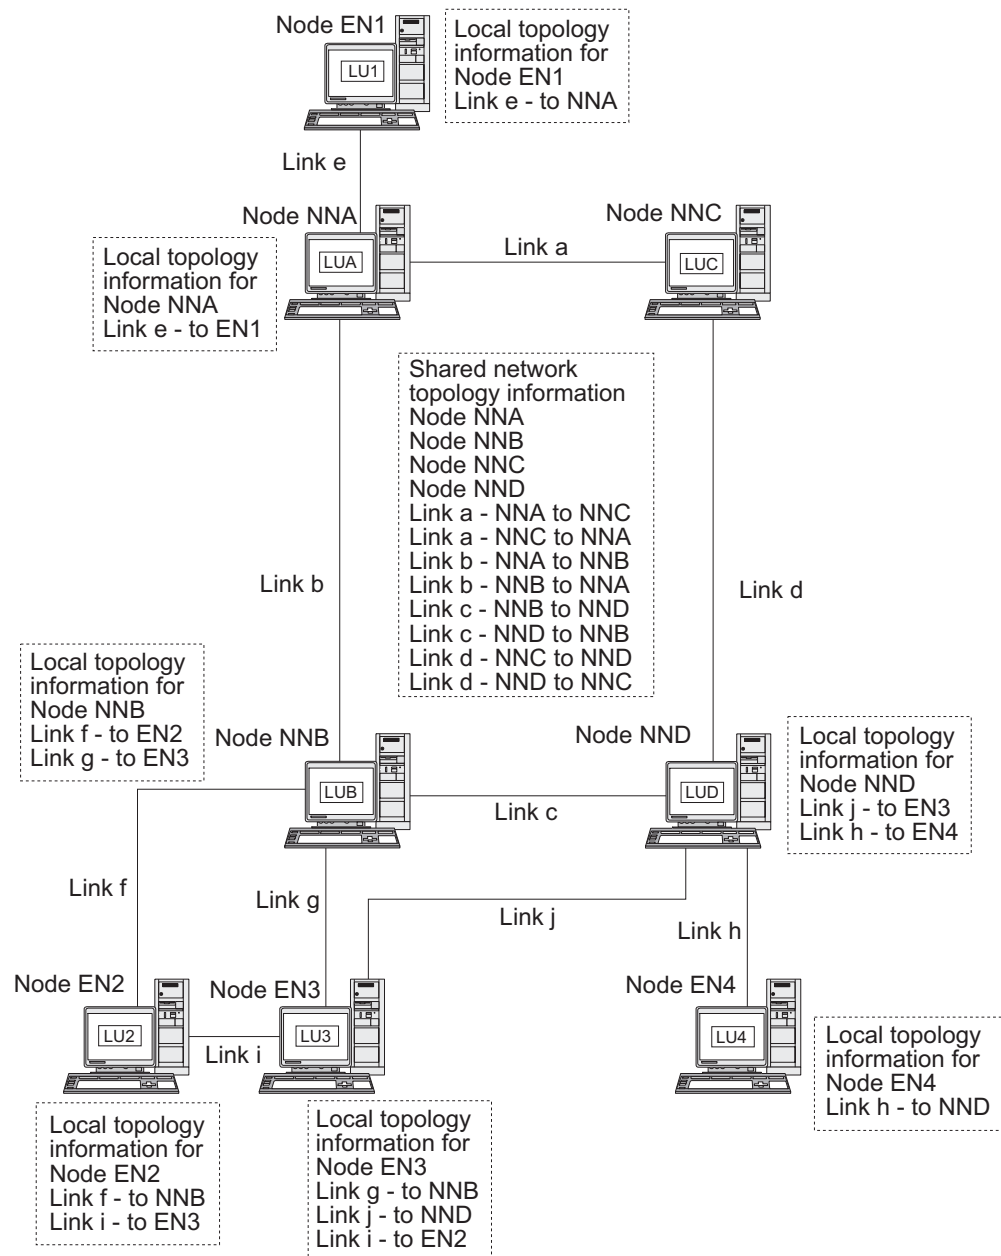 Node EN1
LU1
Local topology
information for
Node EN1
Link e - to NNA
Link e
Node NNA
LUA
Local topology
information for
Node NNA
Link e - to EN1
Link a
Node NNC
LUC
Shared network
topology information
Node NNA
Node NNB
Node NNC
Node NND
Link a - NNA to NNC
Link a - NNC to NNA
Link b - NNA to NNB
Link b - NNB to NNA
Link c - NNB to NND
Link c - NND to NNB
Link d - NNC to NND
Link d - NND to NNC
Link b
Link d
Local topology
information for
Node NNB
Link f - to EN2
Link g - to EN3
Node NNB
LUB
Link c
Node NND
LUD
Local topology
information for
Node NND
Link j - to EN3
Link h - to EN4
Link f
Link g
Link j
Link h
Node EN2
LU2
Link i
Node EN3
LU3
Node EN4
LU4
Local topology
information for
Node EN4
Link h - to NND
Local topology
information for
Node EN2
Link f - to NNB
Link i - to EN3
Local topology
information for
Node EN3
Link g - to NNB
Link j - to NND
Link i - to EN2